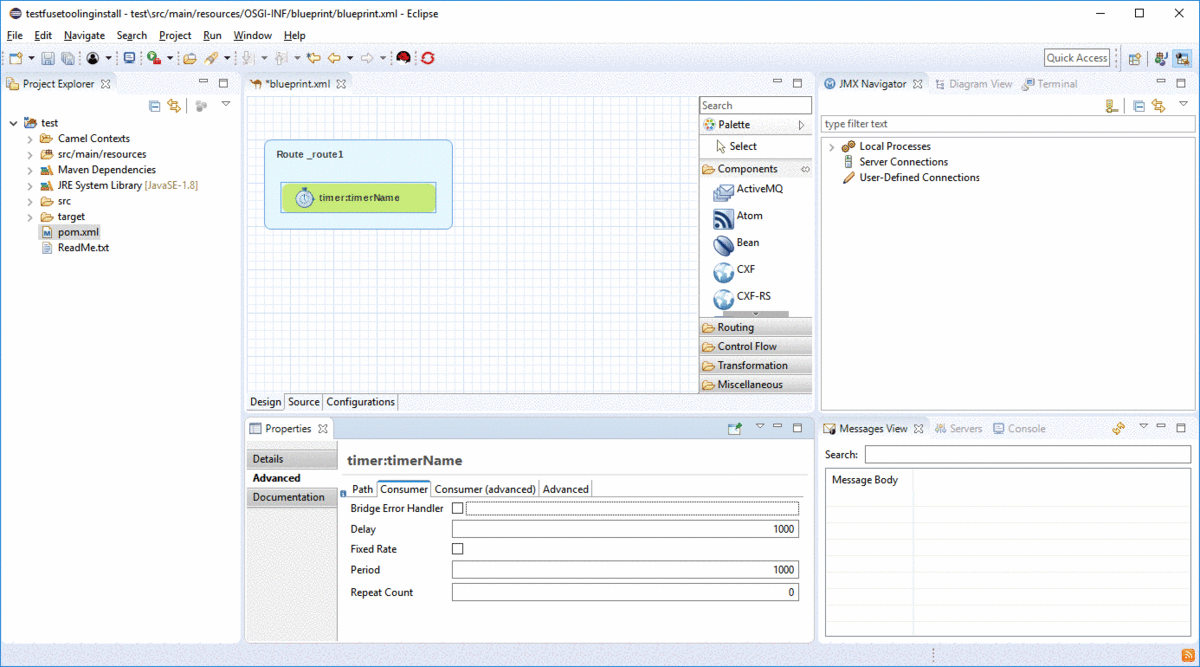 testfusetoolinginstall - test\src/main/resources/OSGI-INF/blueprint/blueprint.xml - Eclipse
File Edit Navigate Search Project Run Window Help
Quick Access
Project Explorer
test
Camel Contexts
src/main/resources
Maven Dependencies
JRE System Library [JavaSE-1.8]
src
target
pom.xml
ReadMe.txt
*blueprint.xml
Route _route1
timer:timerName
Search
Palette
Select
Components
ActiveMQ
Atom
Bean
CXF
CXF-RS
Routing
Control Flow
Transformation
Miscellaneous
Design Source Configurations
JMX Navigator Diagram View Terminal
type filter text
Local Processes
Server Connections
User-Defined Connections
Properties
Details
Advanced
Documentation
timer:timerName
Path Consumer Consumer (advanced) Advanced
Bridge Error Handler
Delay 1000
Fixed Rate
Period 1000
Repeat Count 0
Messages View Servers Console
Search:
Message Body